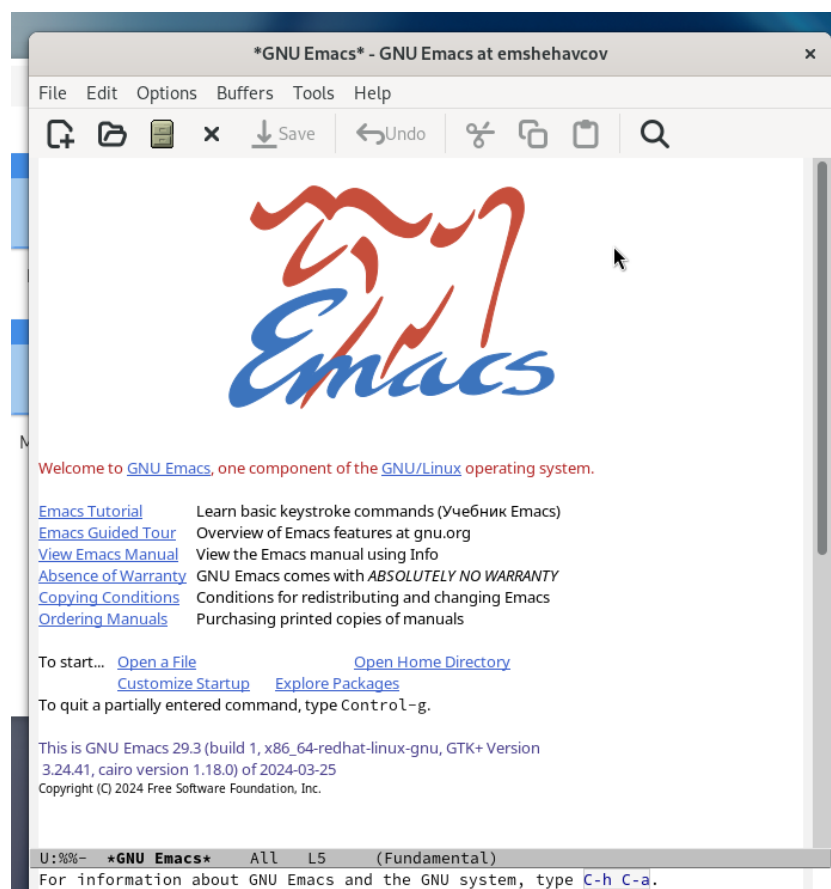 *GNU Emacs* - GNU Emacs at emshehavcov
File Edit Options Buffers Tools Help
Save Undo
Emacs
Welcome to GNU Emacs, one component of the GNU/Linux operating system.
Emacs Tutorial Learn basic keystroke commands (Учебник Emacs)
Emacs Guided Tour Overview of Emacs features at gnu.org
View Emacs Manual View the Emacs manual using Info
Absence of Warranty GNU Emacs comes with ABSOLUTELY NO WARRANTY
Copying Conditions Conditions for redistributing and changing Emacs
Ordering Manuals Purchasing printed copies of manuals
To start... Open a File Open Home Directory
Customize Startup Explore Packages
To quit a partially entered command, type Control-g.
This is GNU Emacs 29.3 (build 1, x86_64-redhat-linux-gnu, GTK+ Version
3.24.41, cairo version 1.18.0) of 2024-03-25
Copyright (C) 2024 Free Software Foundation, Inc.
U:%%- *GNU Emacs* All L5 (Fundamental)
For information about GNU Emacs and the GNU system, type C-h C-a.